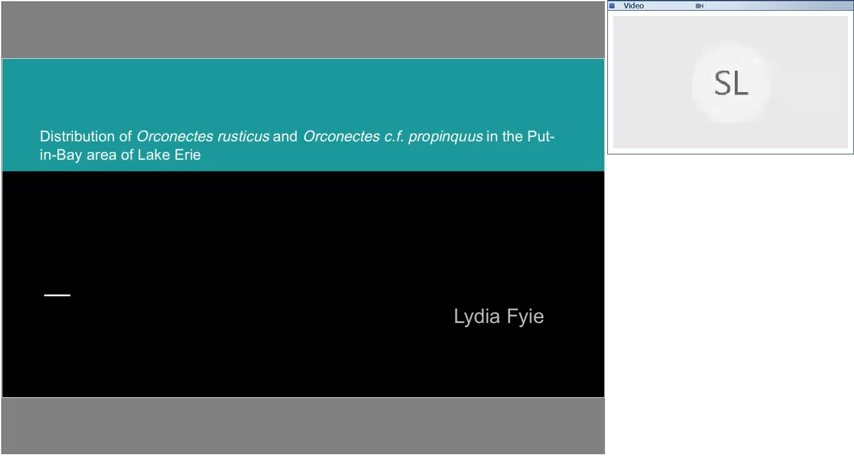 Video
SL
Distribution of Orconectes rusticus and Orconectes c.f. propinquus in the Put-
in-Bay area of Lake Erie
Lydia Fyie